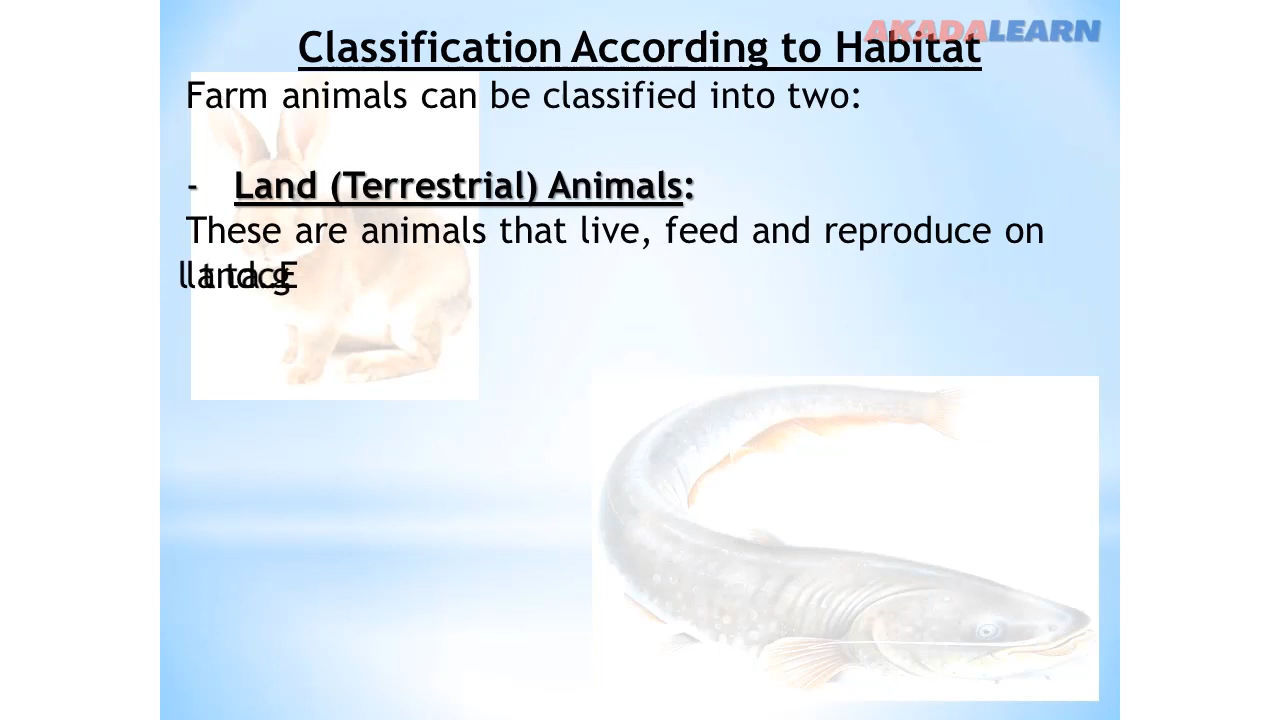 AKADALEARN
Classification According to Habitat
Farm animals can be classified into two:
- Land (Terrestrial) Animals:
These are animals that live, feed and reproduce on